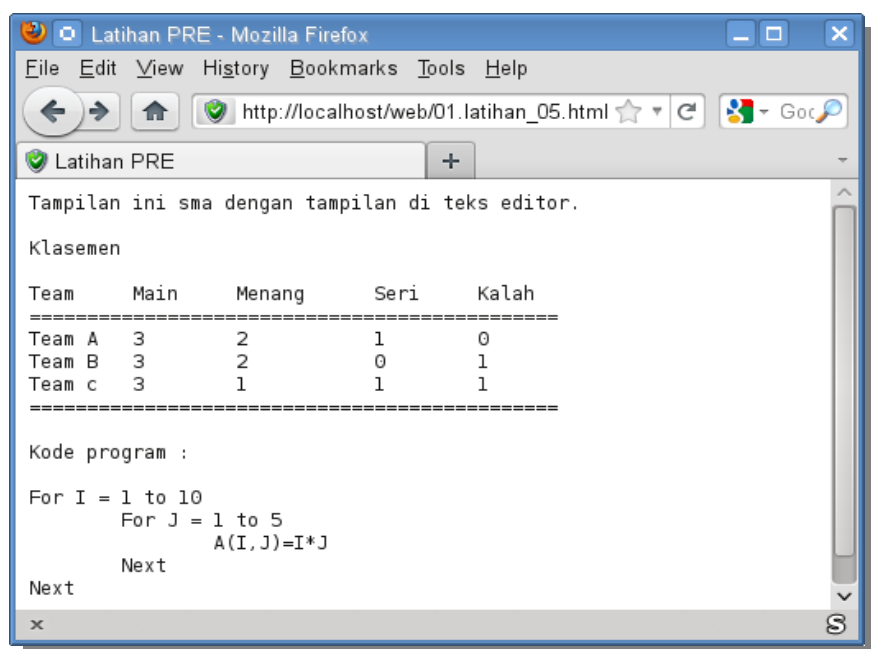 Latihan PRE - Mozilla Firefox
File Edit View History Bookmarks Tools Help
http://localhost/web/01.latihan_05.html Goo
Latihan PRE
Tampilan ini sma dengan tampilan di teks editor.
Klasemen
Team Main Menang Seri Kalah
==============================================
Team A 3 2 1 0
Team B 3 2 0 1
Team c 3 1 1 1
==============================================
Kode program :
For I = 1 to 10
For J = 1 to 5
A(I,J)=I*J
Next
Next